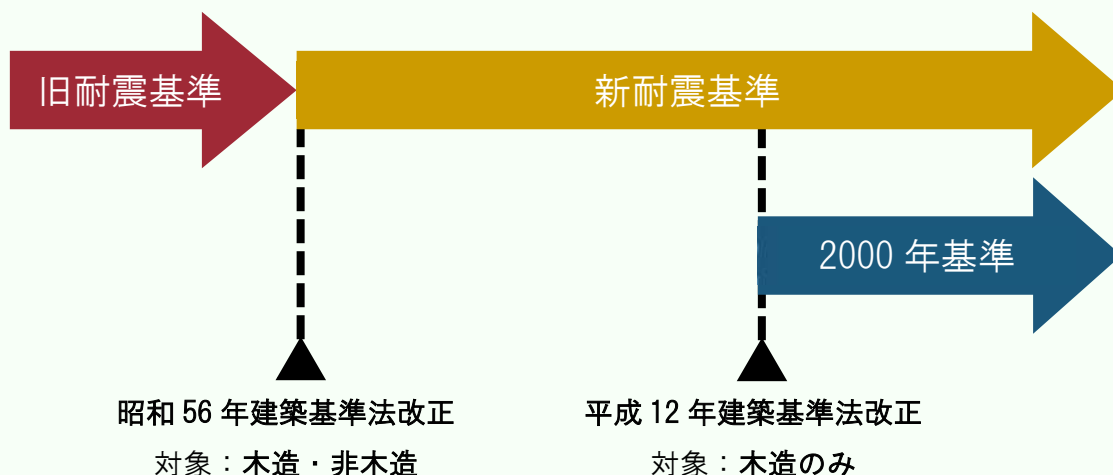 旧耐震基準
新耐震基準
2000 年基準
昭和 56 年建築基準法改正
対象：木造・非木造
平成 12 年建築基準法改正
対象：木造のみ